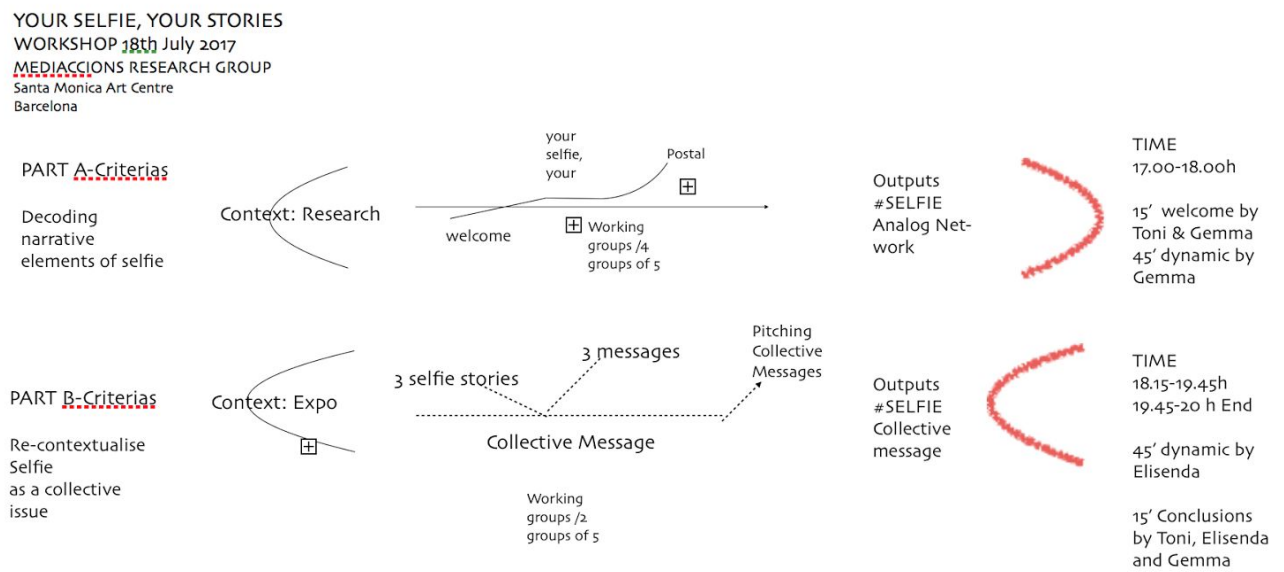 YOUR SELFIE, YOUR STORIES
WORKSHOP 18th July 2017
MEDIACCIONS RESEARCH GROUP
Santa Monica Art Centre
Barcelona
PART A-Criterias
Decoding
narrative
elements of selfie
Context: Research
welcome
your
selfie,
your
Postal
Working
groups /4
groups of 5
Outputs
#SELFIE
Analog Net-
work
TIME
17.00-18.00h
15' welcome by
Toni & Gemma
45' dynamic by
Gemma
PART B-Criterias
Re-contextualise
Selfie
as a collective
issue
Context: Expo
3 selfie stories
3 messages
Pitching
Collective
Messages
Collective Message
Working
groups /2
groups of 5
Outputs
#SELFIE
Collective
message
TIME
18.15-19.45h
19.45-20 h End
45' dynamic by
Elisenda
15' Conclusions
by Toni, Elisenda
and Gemma